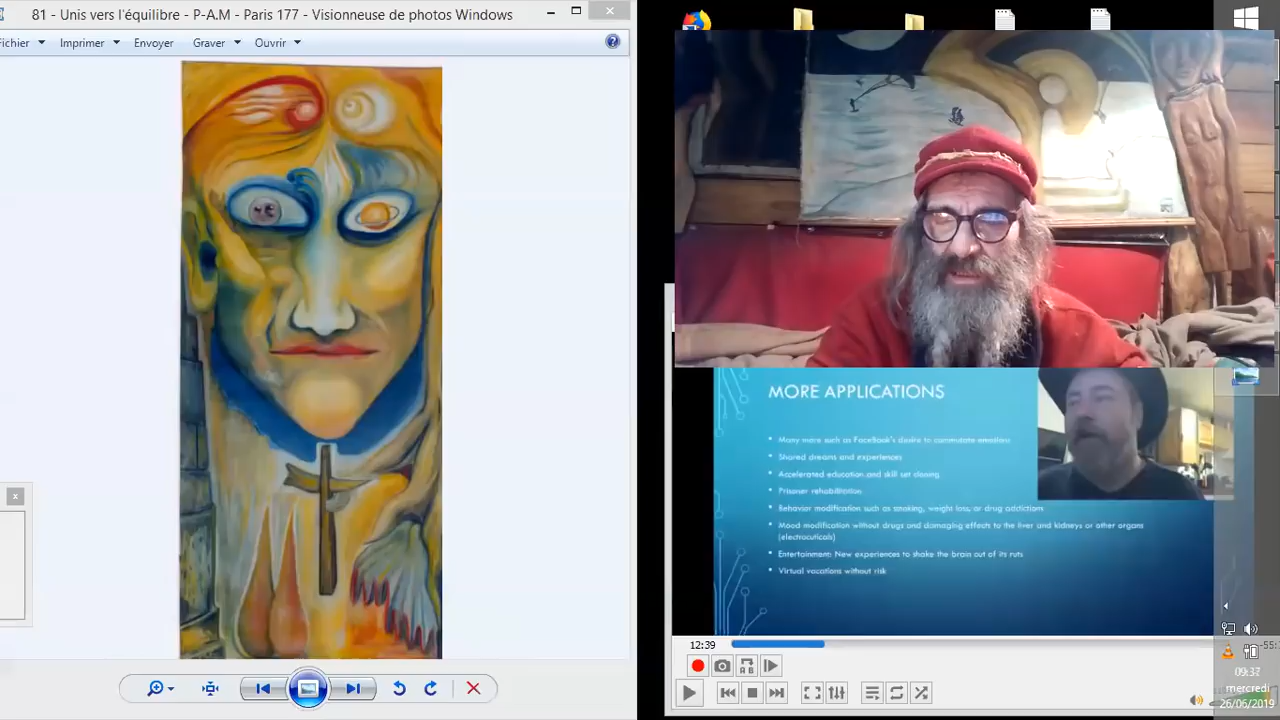 81 - Unis vers Equilibre - P. A.M - Paris 177 - Visionneuse de photos Windows
ichier
Imprimer
Envoyer
Graver
Ouvrir
MORE APPLICATIONS
Many more such as FaceBook's desire to commutate emotions
Shared dreams and experiences
Accelerated education and skill set cloning
Prisoner rehabilitation
Behavior modification such as smoking, weight loss, or drug addictions
Mood modification without drugs and damaging effects to the liver and kidneys or other organs
(electroceuticals)
Entertainment: New experiences to shake the brain out of its ruts
Virtual vacations without risk
12:39
-55:
A B
09:37
mercredi
26/06/2019